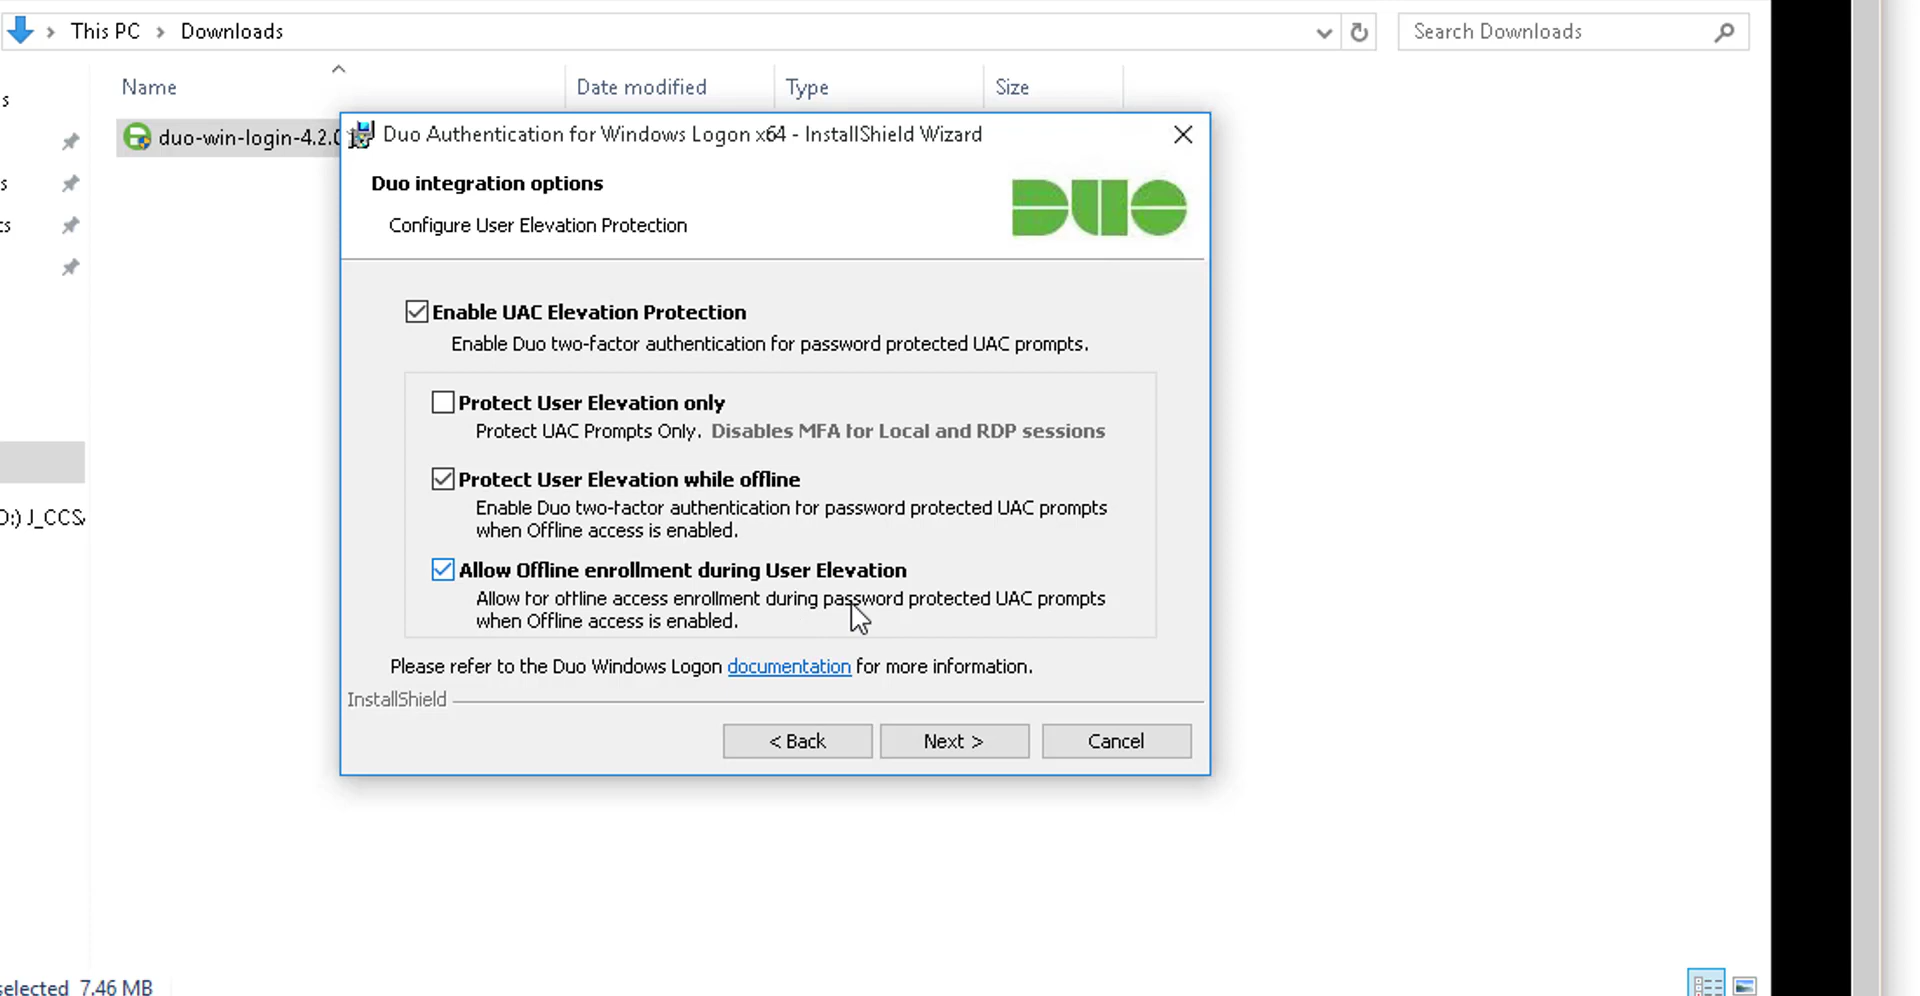 This PC > Downloads
Search Downloads
Name
Date modified
Type
Size
s
duo-win-login-4.2.0
Duo Authentication for Windows Logon x64 - InstallShield Wizard
Duo integration options
DUO
Configure User Elevation Protection
s
ts
Enable UAC Elevation Protection
Enable Duo two-factor authentication for password protected UAC prompts.
Protect User Elevation only
Protect UAC Prompts Only. Disables MFA for Local and RDP sessions
Protect User Elevation while offline
Enable Duo two-factor authentication for password protected UAC prompts
when Offline access is enabled.
D:) J_CCSA
Allow Offline enrollment during User Elevation
Allow for offline access enrollment during password protected UAC prompts
when Offline access is enabled.
Please refer to the Duo Windows Logon documentation for more information.
InstallShield
< Back
Next >
Cancel
selected 7.46 MB